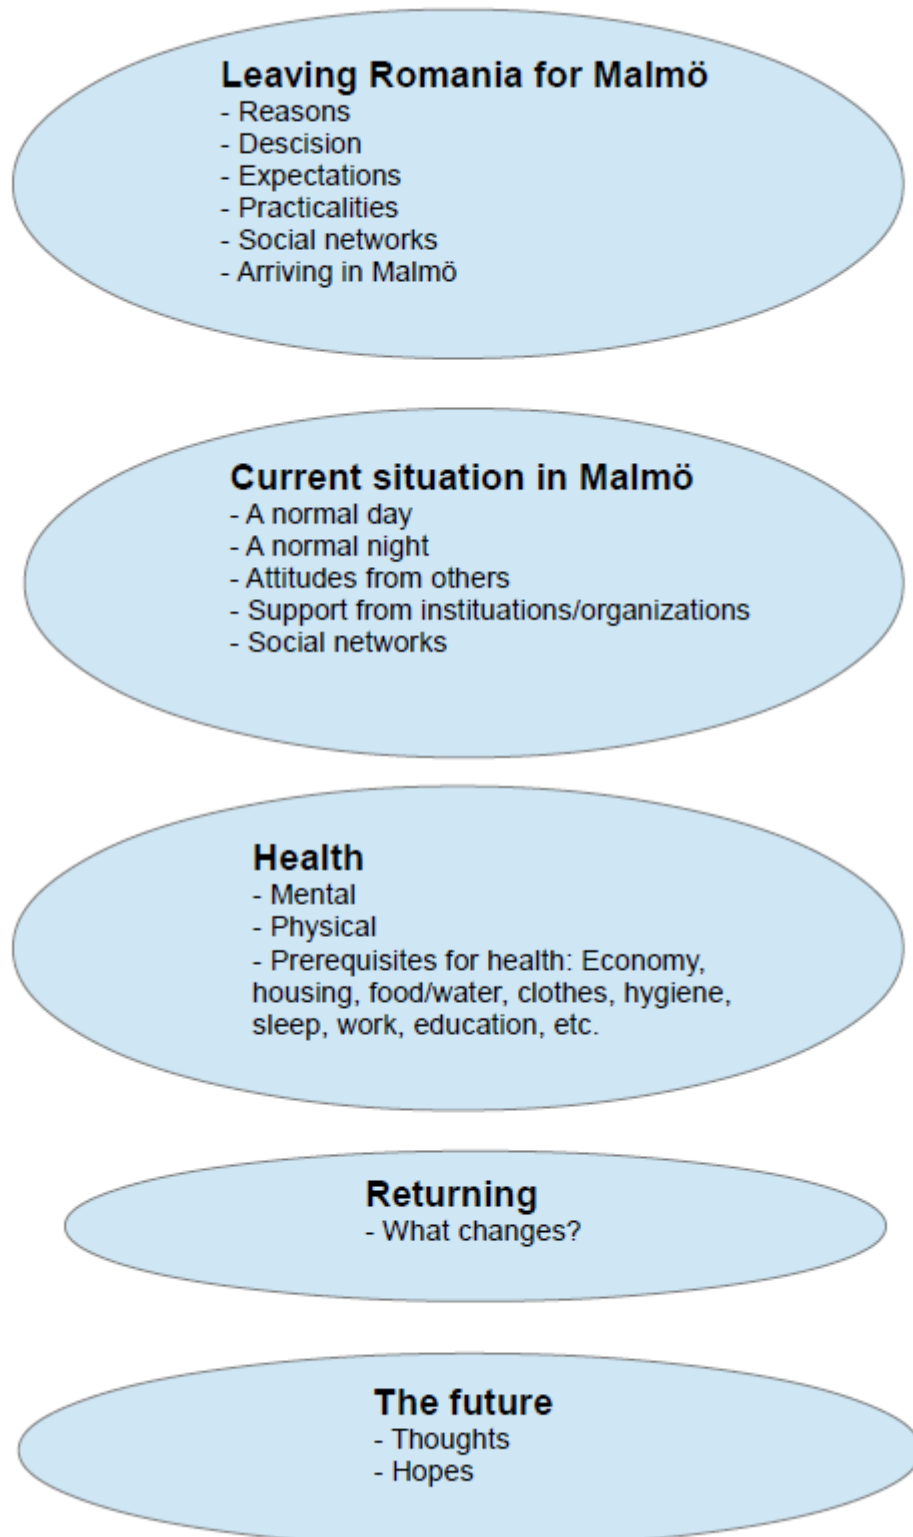 Leaving Romania for Malmö
- Reasons
- Descision
- Expectations
- Practicalities
- Social networks
- Arriving in Malmö
Current situation in Malmö
- A normal day
- A normal night
- Attitudes from others
- Support from instituations/organizations
- Social networks
Health
- Mental
- Physical
- Prerequisites for health: Economy,
housing, food/water, clothes, hygiene,
sleep, work, education, etc.
Returning
- What changes?
The future
- Thoughts
- Hopes